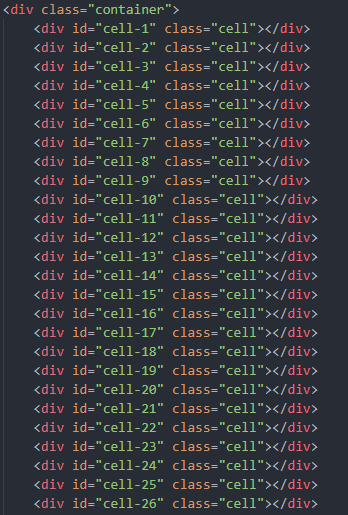 <div class="container">
<div id="cell-1" class="cell"></div>
<div id="cell-2" class="cell"></div>
<div id="cell-3" class="cell"></div>
<div id="cell-4" class="cell"></div>
<div id="cell-5" class="cell"></div>
<div id="cell-6" class="cell"></div>
<div id="cell-7" class="cell"></div>
<div id="cell-8" class="cell"></div>
<div id="cell-9" class="cell"></div>
<div id="cell-10" class="cell"></div>
<div id="cell-11" class="cell"></div>
<div id="cell-12" class="cell"></div>
<div id="cell-13" class="cell"></div>
<div id="cell-14" class="cell"></div>
<div id="cell-15" class="cell"></div>
<div id="cell-16" class="cell"></div>
<div id="cell-17" class="cell"></div>
<div id="cell-18" class="cell"></div>
<div id="cell-19" class="cell"></div>
<div id="cell-20" class="cell"></div>
<div id="cell-21" class="cell"></div>
<div id="cell-22" class="cell"></div>
<div id="cell-23" class="cell"></div>
<div id="cell-24" class="cell"></div>
<div id="cell-25" class="cell"></div>
<div id="cell-26" class="cell"></div>